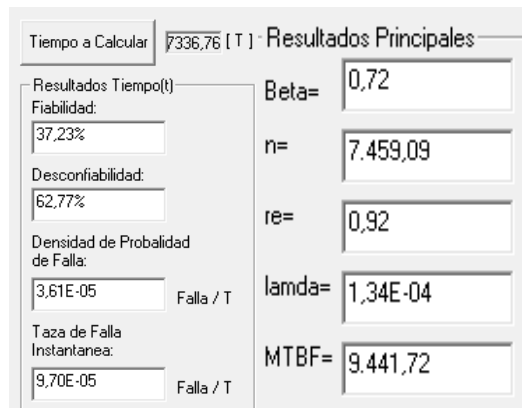 Tiempo a Calcular 7336,76 [ T ]
Resultados Tiempo(t)
Fiabilidad:
37,23%
Desconfiabilidad:
62,77%
Densidad de Probalidad
de Falla:
3,61E-05 Falla / T
Taza de Falla
Instantanea:
9,70E-05 Falla / T
Resultados Principales
Beta= 0,72
n= 7.459,09
re= 0,92
lamda= 1,34E-04
MTBF= 9.441,72